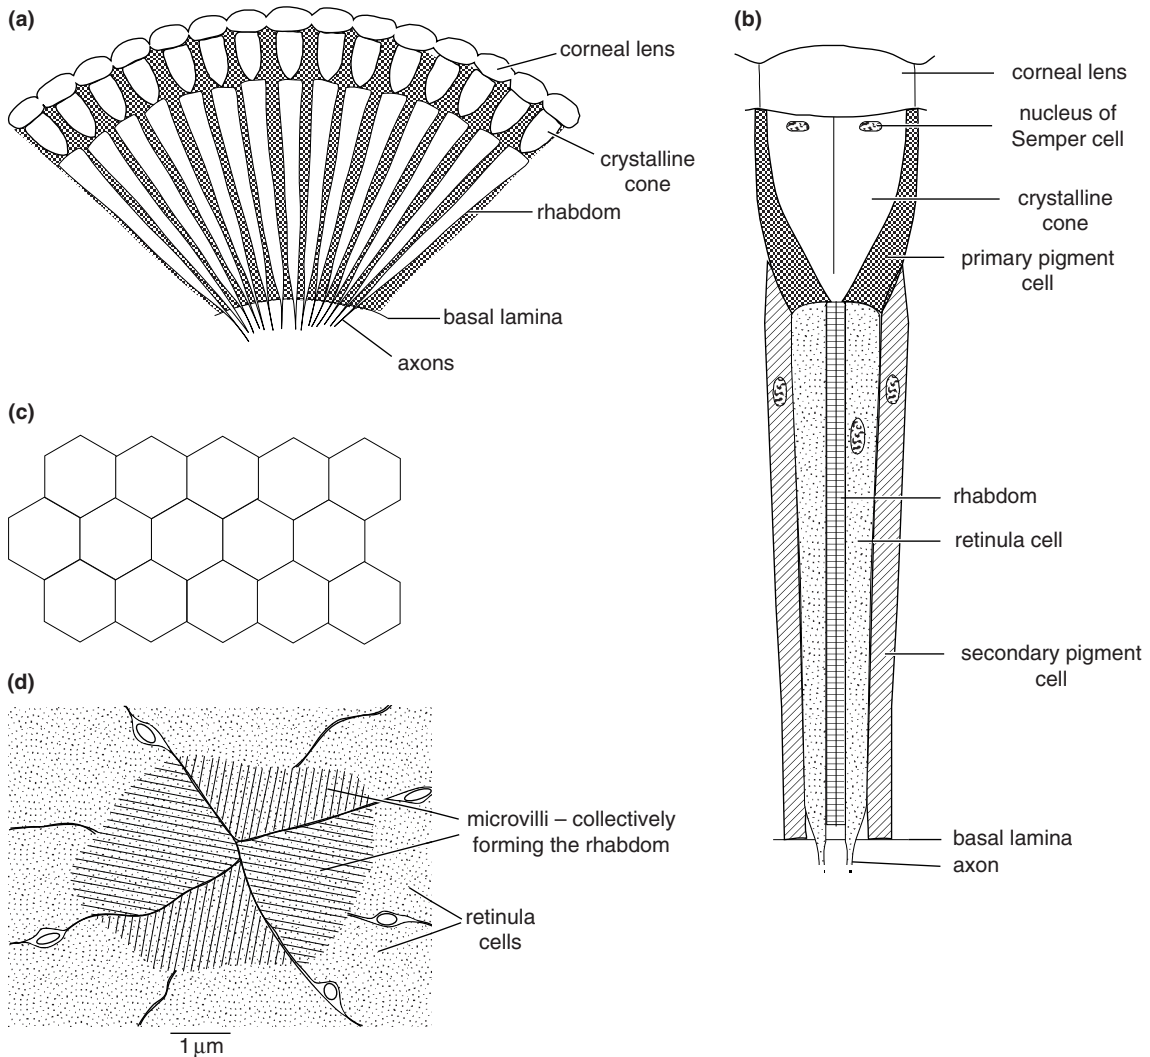 (a)
corneal lens
crystalline
cone
rhabdom
basal lamina
axons
(b)
corneal lens
nucleus of
Semper cell
crystalline
cone
primary pigment
cell
rhabdom
retinula cell
secondary pigment
cell
basal lamina
axon
(c)
(d)
microvilli – collectively
forming the rhabdom
retinula
cells
1 μm